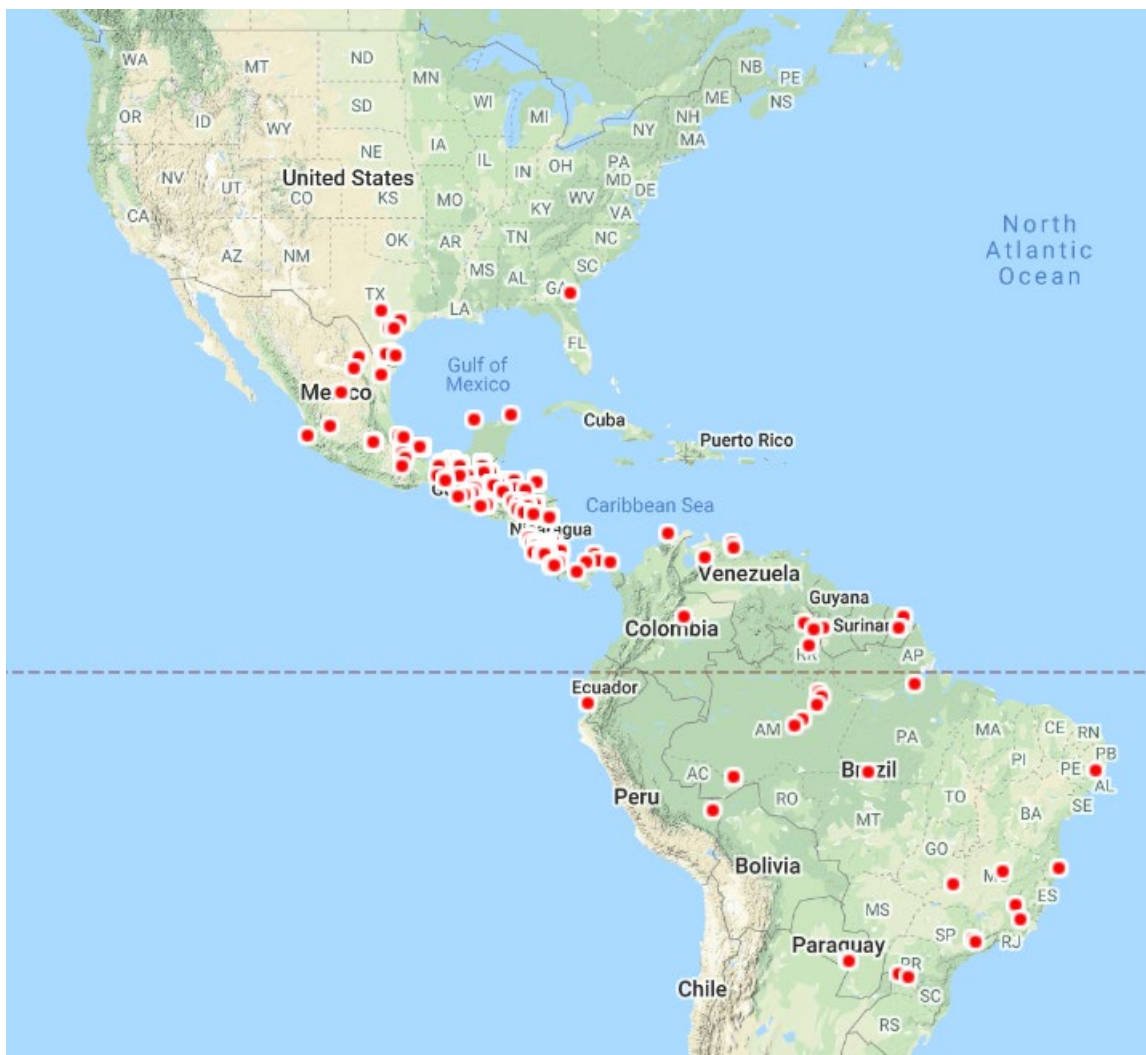 WA
MT
ND
MN
NB
PE
ME
NS
OR
ID
SD
WI
MI
NH
WY
NY
MA
NE
IA
IL
IN
OH
PA
MD
DE
NV
UT
United States
CO
KS
MO
WV
KY
VA
CA
OK
AR
TN
NC
North
Atlantic
Ocean
AZ
NM
MS
AL
SC
GA
TX
LA
FL
Gulf of
Mexico
Cuba
Puerto Rico
Caribbean Sea
Venezuela
Guyana
Colombia
AP
Ecuador
AM
PA
MA
CE
RN
PI
PB
PE
AL
SE
AC
Peru
RO
TO
BA
MT
GO
Bolivia
ES
MS
SP
RJ
Paraguay
PR
Chile
SC
RS